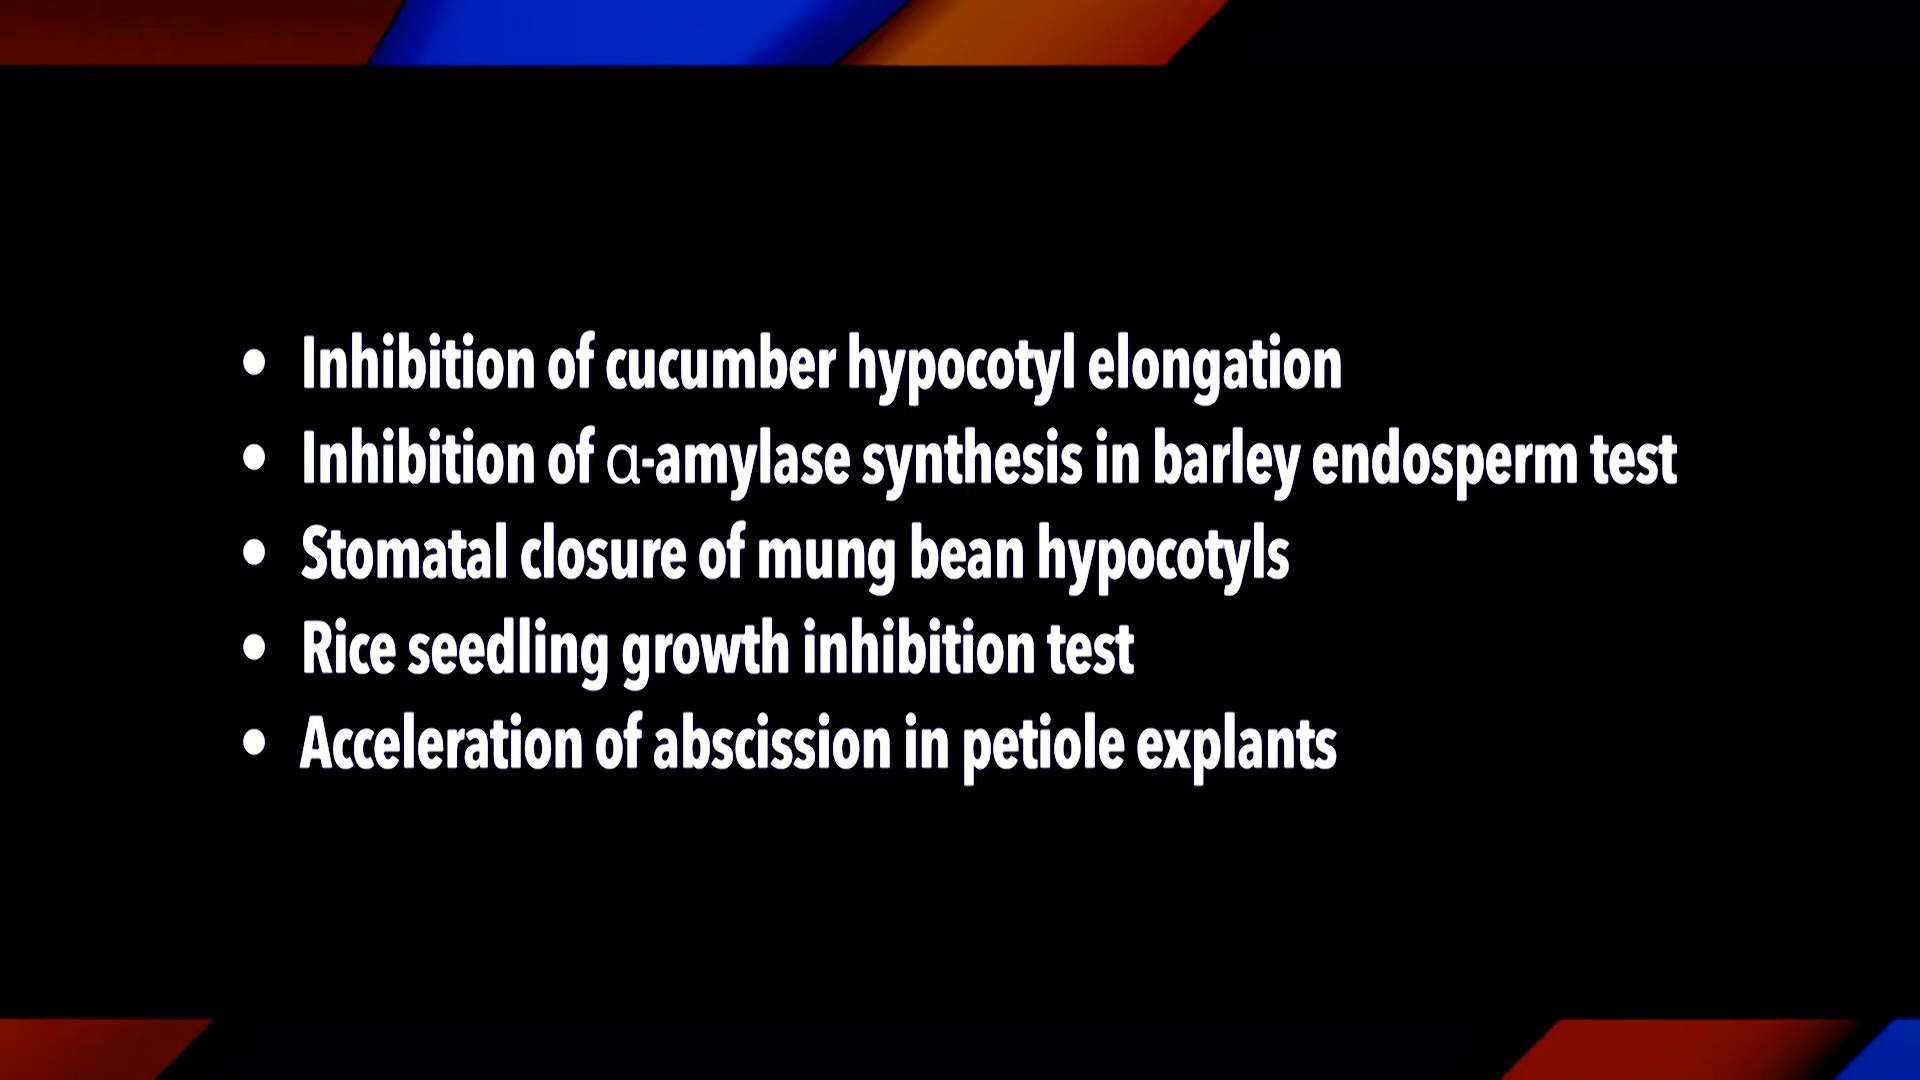 • Inhibition of cucumber hypocotyl elongation
• Inhibition of α-amylase synthesis in barley endosperm test
• Stomatal closure of mung bean hypocotyls
• Rice seedling growth inhibition test
• Acceleration of abscission in petiole explants